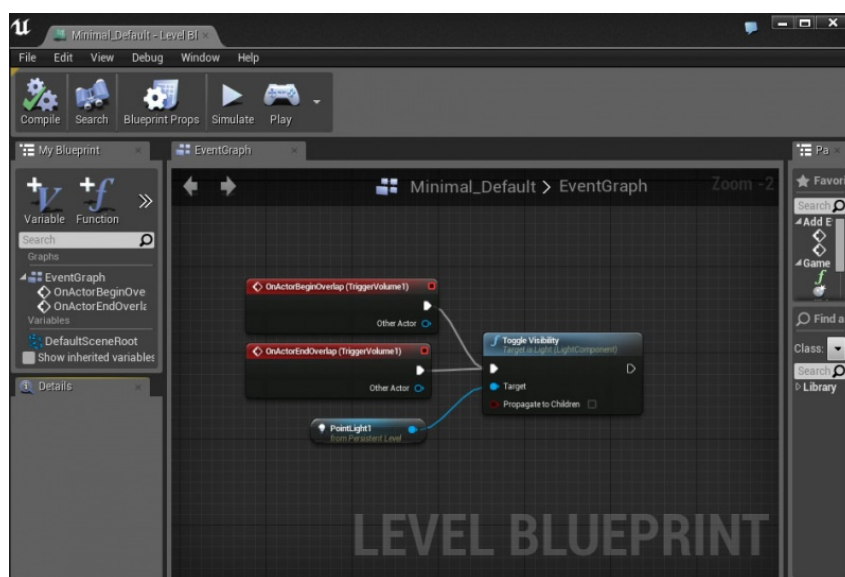 Minimal_Default - Level Bl
File Edit View Debug Window Help
Compile Search Blueprint Props Simulate Play
My Blueprint
Variable Function
Search
Graphs
EventGraph
OnActorBeginOve
OnActorEndOverla
Variables
DefaultSceneRoot
Show inherited variables
Details
EventGraph
Minimal_Default > EventGraph
Zoom -2
OnActorBeginOverlap (TriggerVolume1)
Other Actor
OnActorEndOverlap (TriggerVolume1)
Other Actor
PointLight1
from Persistent Level
Toggle Visibility
Target is Light (LightComponent)
Target
Propagate to Children
LEVEL BLUEPRINT
Pa
Favori
Search
Add E
Game
f
Find a
Class:
Search
Library